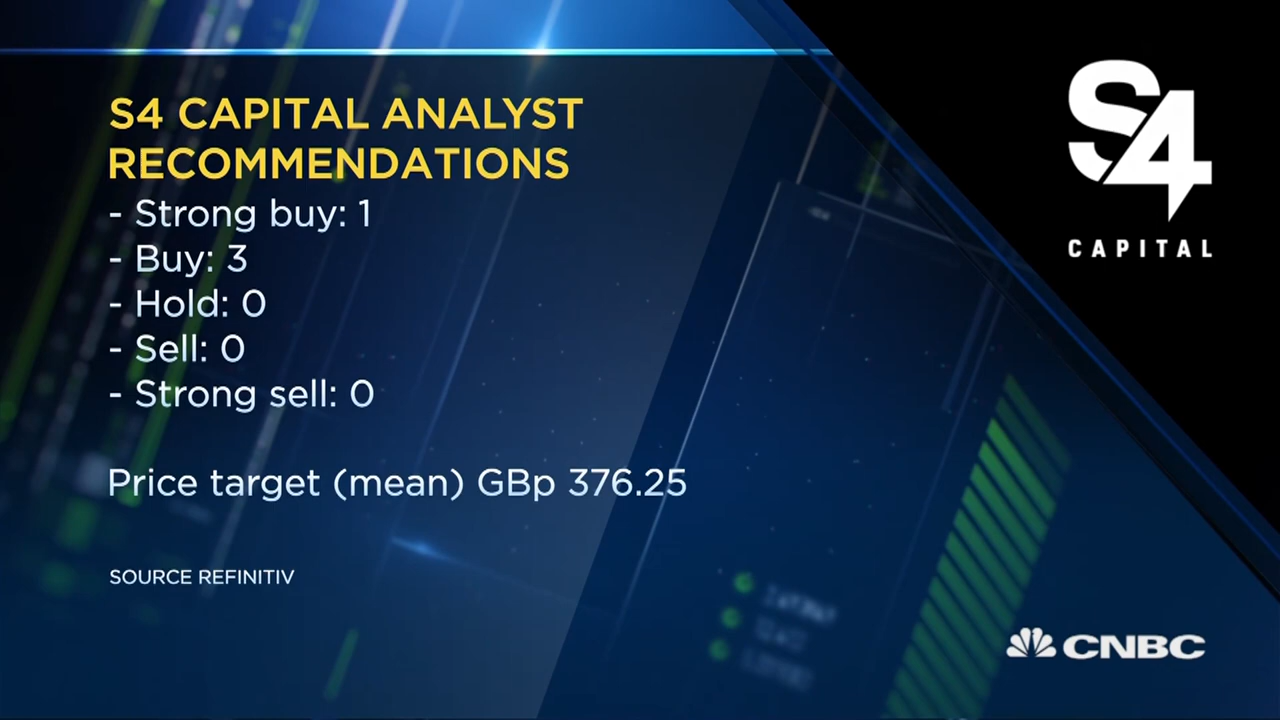 S4 CAPITAL ANALYST
RECOMMENDATIONS
- Strong buy: 1
- Buy: 3
- Hold: 0
- Sell: 0
- Strong sell: 0
Price target (mean) GBp 376.25
SOURCE REFINITIV
S4
CAPITAL
CNBC